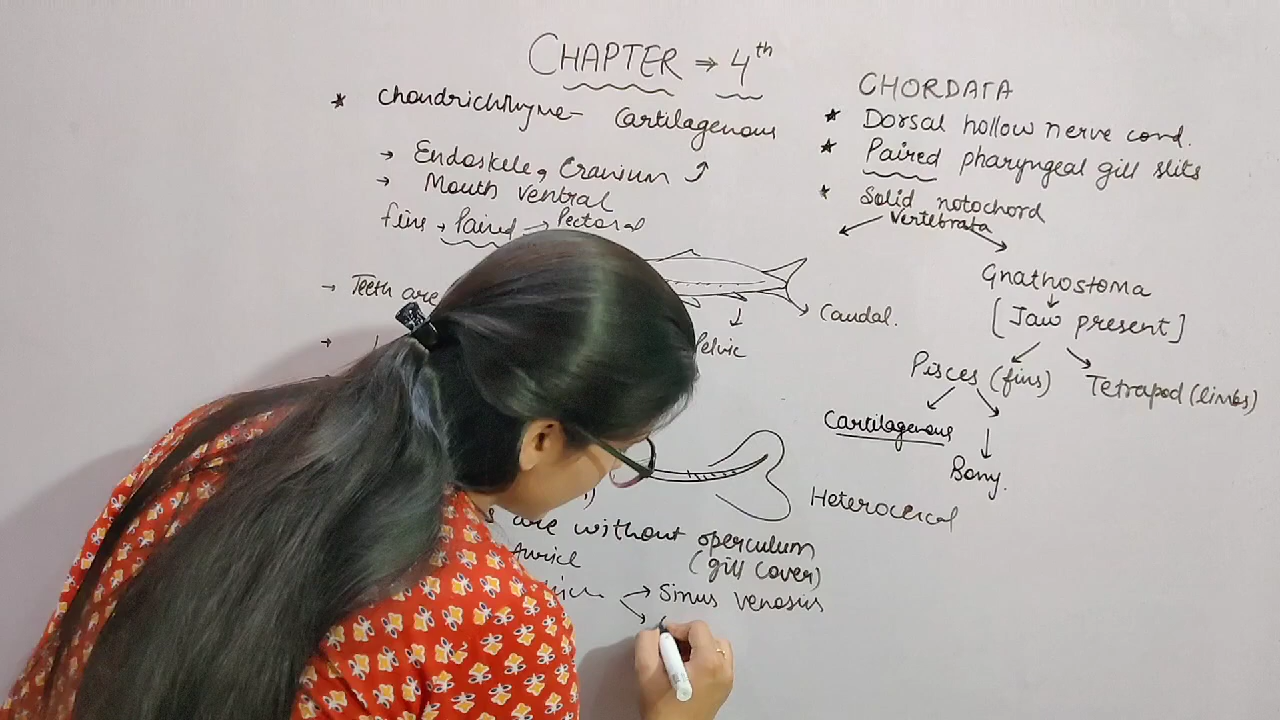 CHAPTER ⇒ 4th
* Chondrichthyne - Cartilagenous
→ Endoskele, Cranium
→ Mouth ventral
fins → Paired → Pectoral
→ Teeth are
→
Caudal.
Pelvic
Heterocercal
are without operculum
(gill cover)
Auricl
→ Sinus venosus
CHORDATA
* Dorsal hollow nerve cord.
* Paired pharyngeal gill slits
* Solid notochord
Vertebrata
Gnathostoma
[Jaw present]
Pisces (fins)
Tetrapod (limbs)
Cartilagenous
Bony.